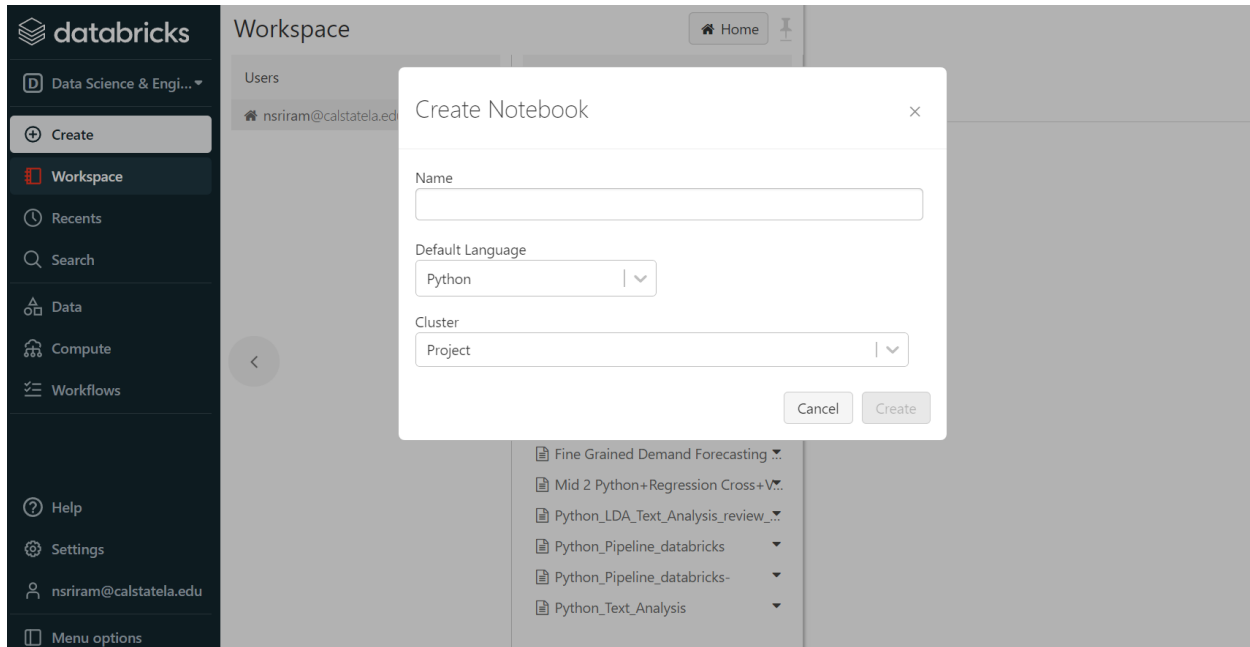 databricks
Data Science & Engi...
Create
Workspace
Recents
Search
Data
Compute
Workflows
Help
Settings
nsriram@calstatela.edu
Menu options
Workspace
Home
Users
nsriram@calstatela.ed
Create Notebook
Name
Default Language
Python
Cluster
Project
Cancel
Create
Fine Grained Demand Forecasting ...
Mid 2 Python+Regression Cross+V...
Python_LDA_Text_Analysis_review_...
Python_Pipeline_databricks
Python_Pipeline_databricks-
Python_Text_Analysis